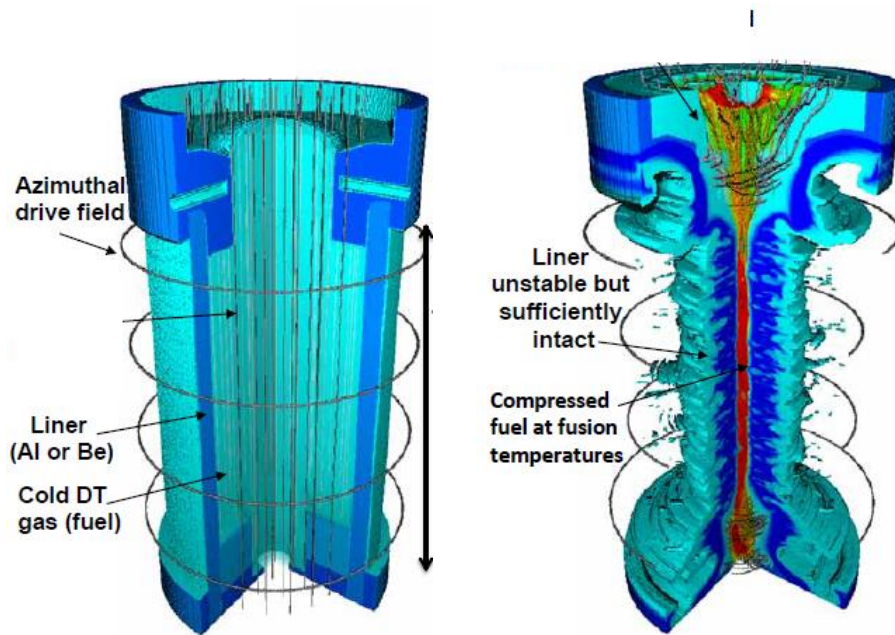 I
Azimuthal
drive field
Liner
(Al or Be)
Cold DT
gas (fuel)
Liner
unstable but
sufficiently
intact
Compressed
fuel at fusion
temperatures